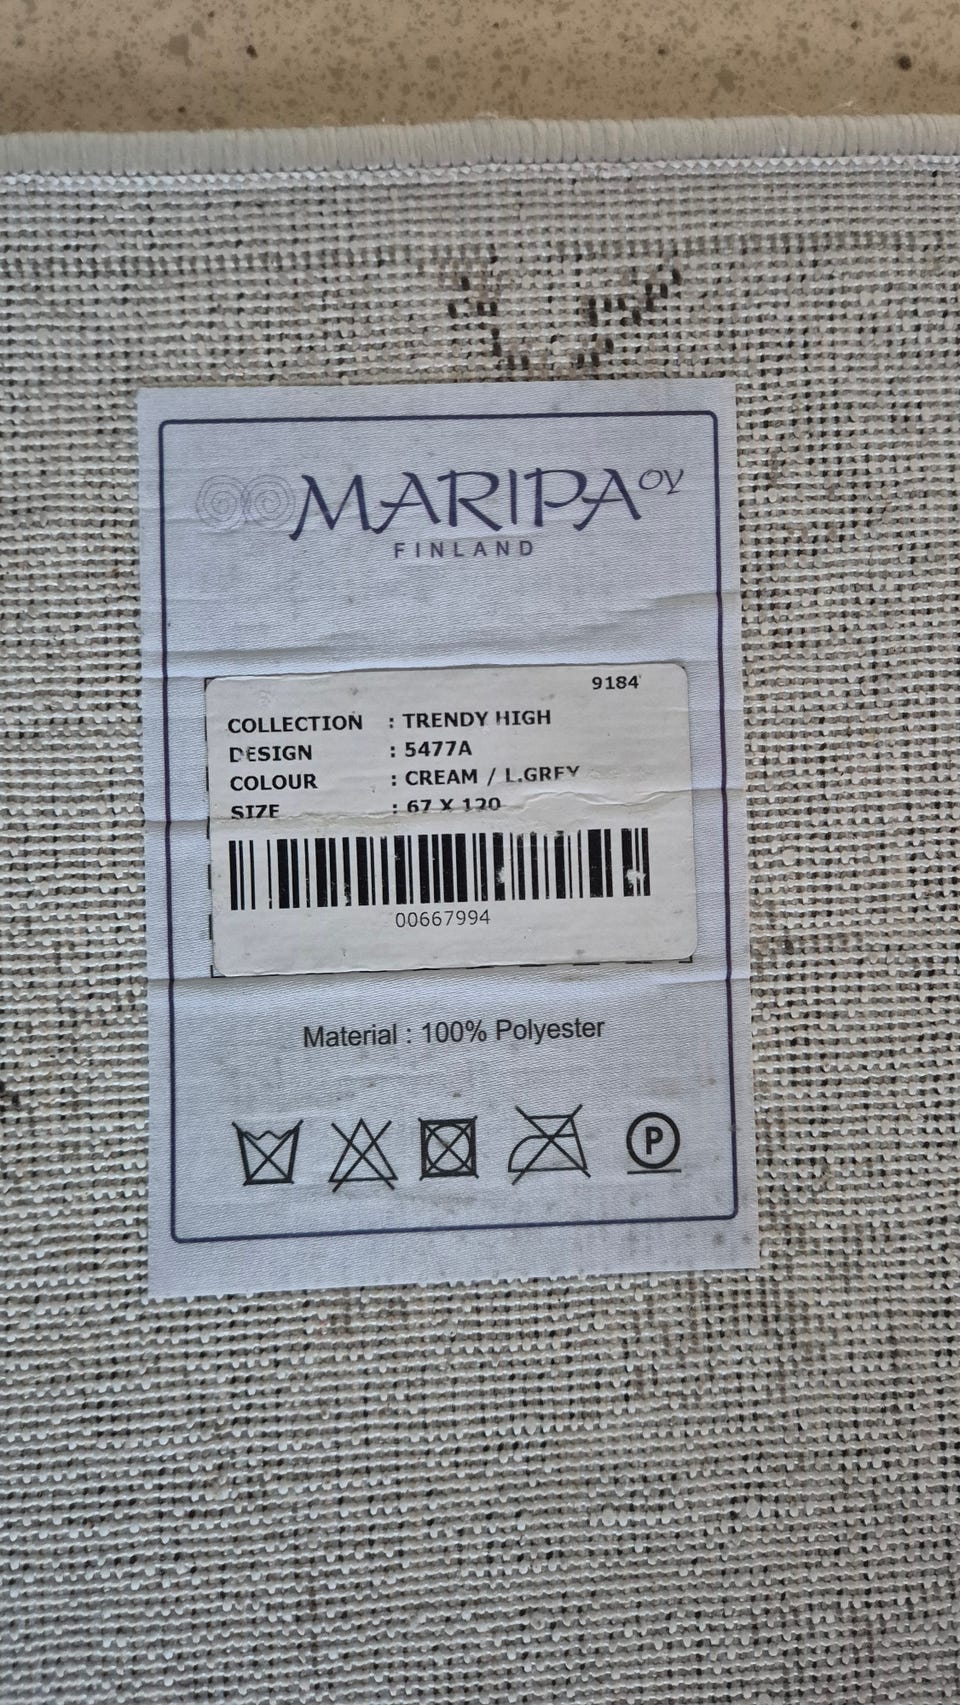 MARIPA OY
FINLAND
9184
COLLECTION : TRENDY HIGH
DESIGN : 5477A
COLOUR : CREAM / L.GREY
SIZE : 67 X 120
00667994
Material : 100% Polyester
P